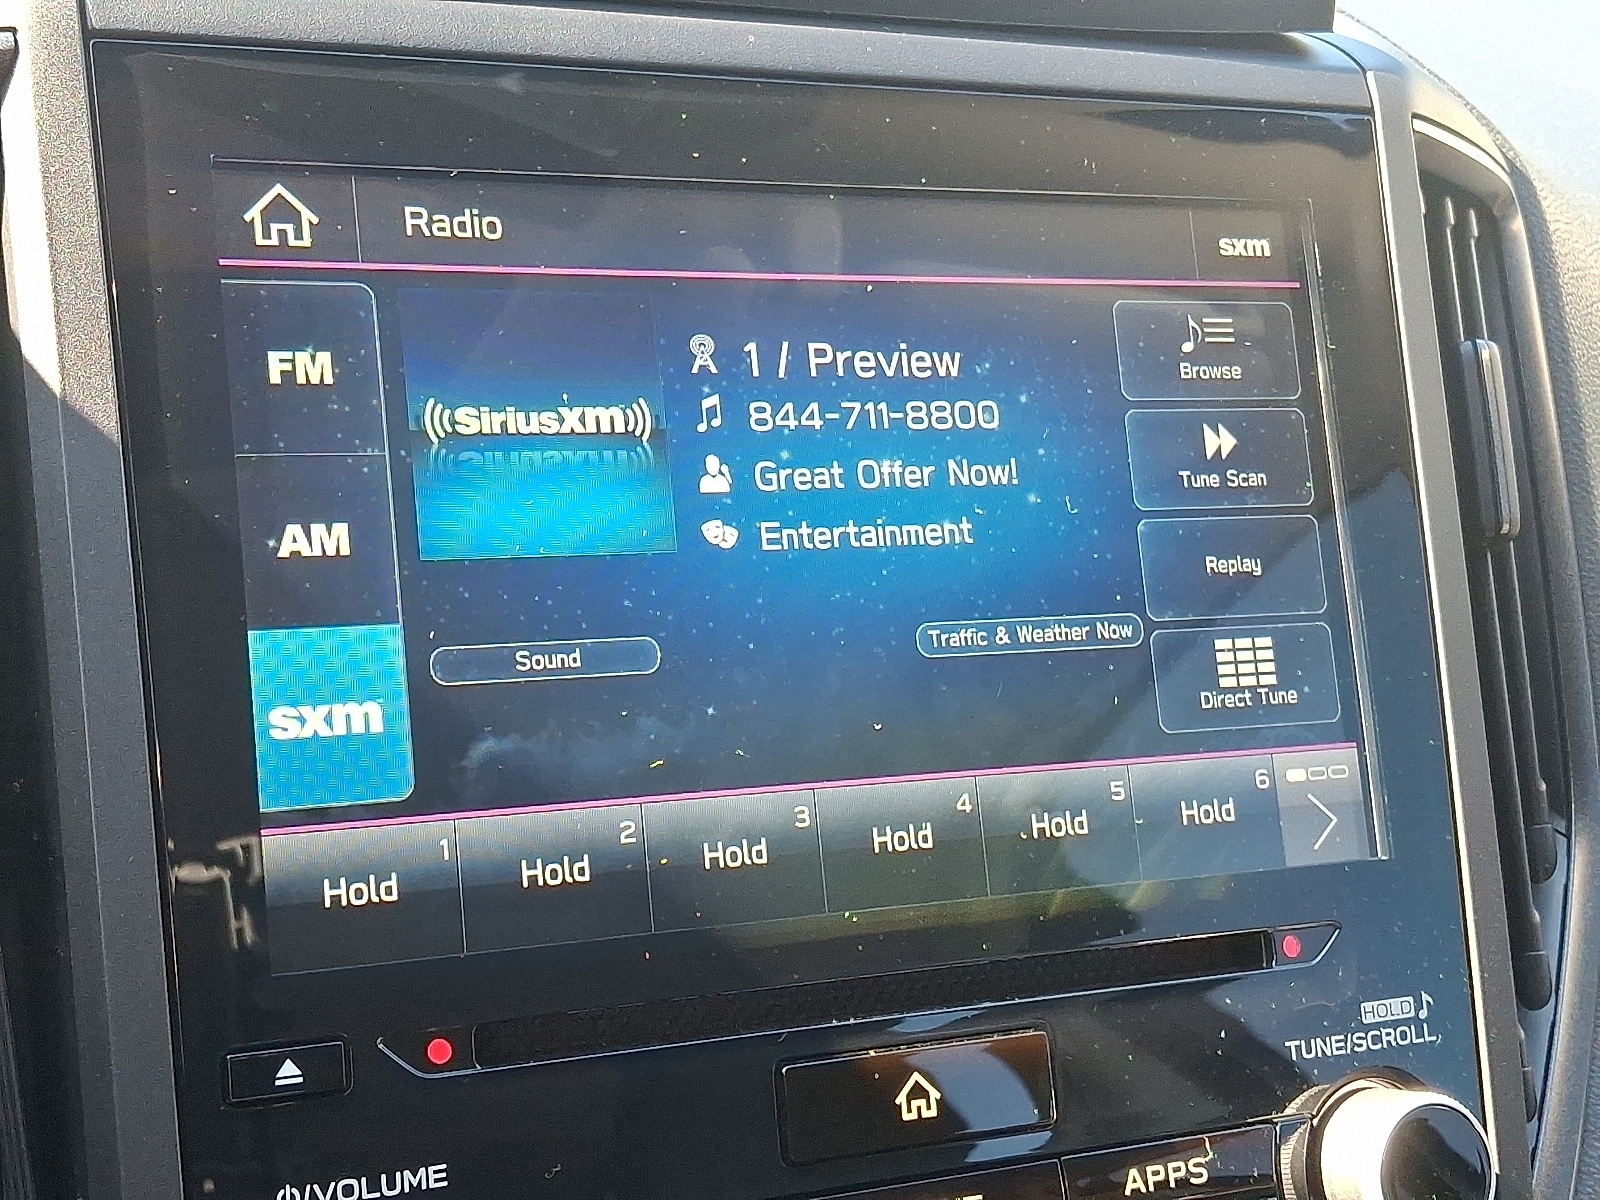 Radio
sxm
FM
AM
sxm
((SiriusXM))
1 / Preview
844-711-8800
Great Offer Now!
Entertainment
Browse
Tune Scan
Replay
Direct Tune
Sound
Traffic & Weather Now
1
Hold
2
Hold
3
Hold
4
Hold
5
Hold
6
Hold
HOLD
TUNE/SCROLL
/VOLUME
APPS